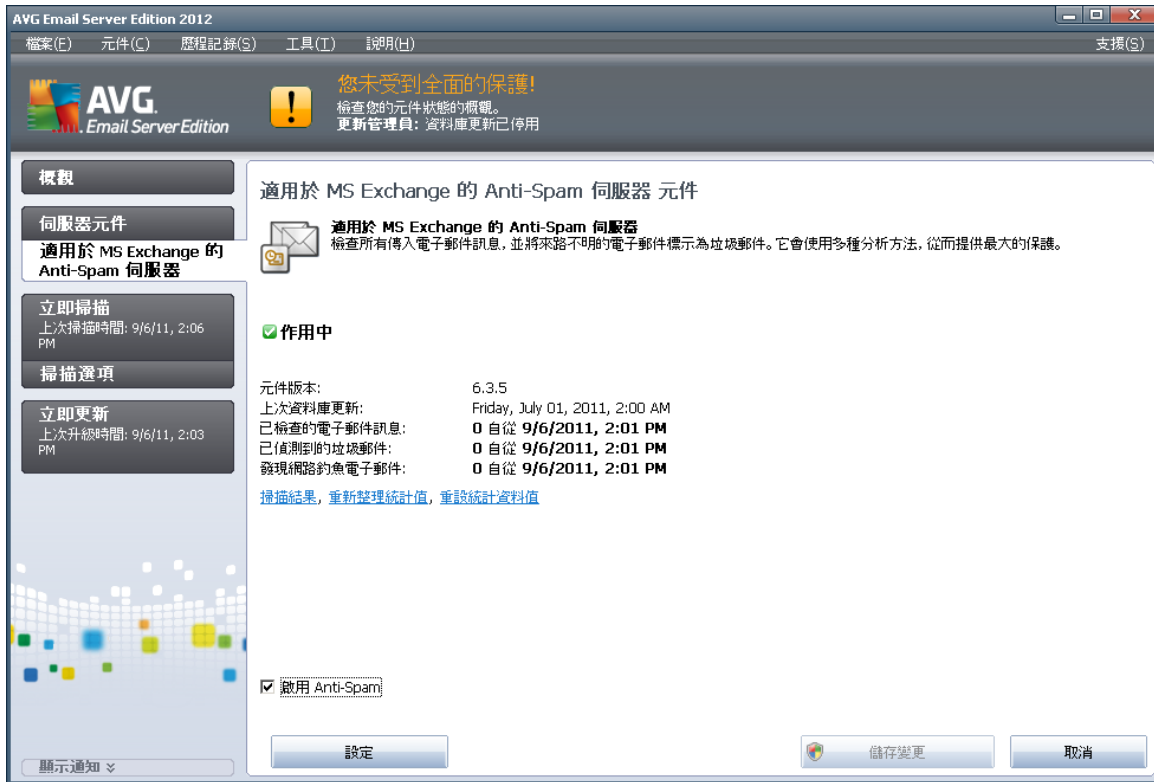 AVG Email Server Edition 2012
檔案(F) 元件(C) 歷程記錄(S) 工具(T) 說明(H) 支援(S)
AVG.
Email Server Edition
您未受到全面的保護!
檢查您的元件狀態的概觀。
更新管理員: 資料庫更新已停用
概觀
伺服器元件
適用於 MS Exchange 的
Anti-Spam 伺服器
立即掃描
上次掃描時間: 9/6/11, 2:06
PM
掃描選項
立即更新
上次升級時間: 9/6/11, 2:03
PM
顯示通知
適用於 MS Exchange 的 Anti-Spam 伺服器 元件
適用於 MS Exchange 的 Anti-Spam 伺服器
檢查所有傳入電子郵件訊息, 並將來路不明的電子郵件標示為垃圾郵件。它會使用多種分析方法, 從而提供最大的保護。
作用中
元件版本: 6.3.5
上次資料庫更新: Friday, July 01, 2011, 2:00 AM
已檢查的電子郵件訊息: 0 自從 9/6/2011, 2:01 PM
已偵測到的垃圾郵件: 0 自從 9/6/2011, 2:01 PM
發現網路釣魚電子郵件: 0 自從 9/6/2011, 2:01 PM
掃描結果, 重新整理統計值, 重設統計資料值
啟用 Anti-Spam
設定 儲存變更 取消